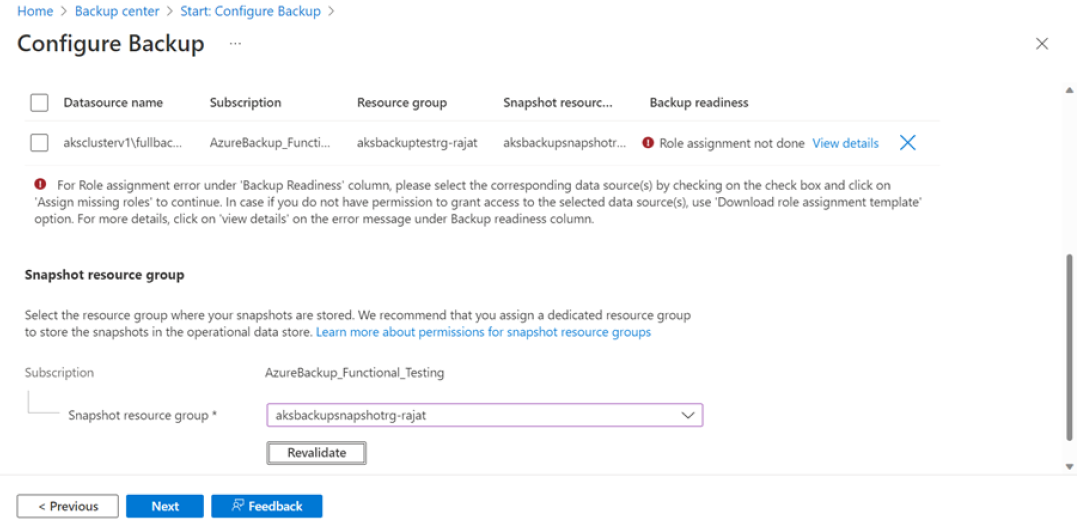 Home > Backup center > Start: Configure Backup >
Configure Backup ...
Datasource name Subscription Resource group Snapshot resourc... Backup readiness
aksclusterv1\fullbac... AzureBackup_Functi... aksbackuptestrg-rajat aksbackupsnapshotr... Role assignment not done View details
For Role assignment error under 'Backup Readiness' column, please select the corresponding data source(s) by checking on the check box and click on
'Assign missing roles' to continue. In case if you do not have permission to grant access to the selected data source(s), use 'Download role assignment template'
option. For more details, click on 'view details' on the error message under Backup readiness column.
Snapshot resource group
Select the resource group where your snapshots are stored. We recommend that you assign a dedicated resource group
to store the snapshots in the operational data store. Learn more about permissions for snapshot resource groups
Subscription AzureBackup_Functional_Testing
Snapshot resource group * aksbackupsnapshotrg-rajat
Revalidate
< Previous Next Feedback